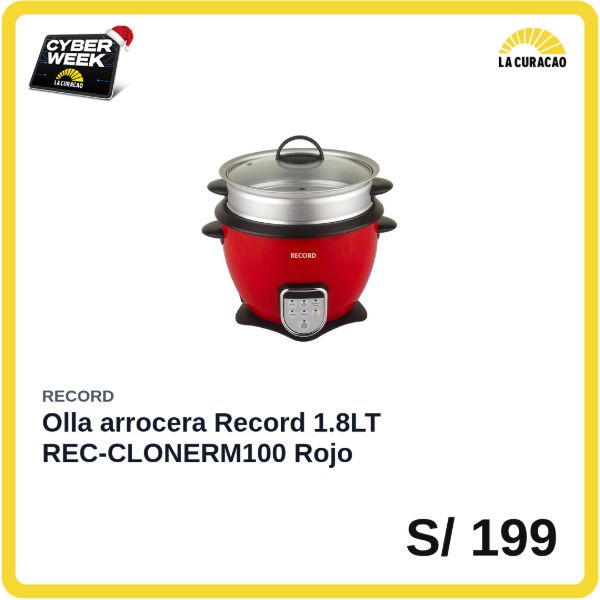 CYBER
WEEK
LA CURACAO
LA CURACAO
RECORD
RECORD
Olla arrocera Record 1.8LT
REC-CLONERM100 Rojo
S/ 199